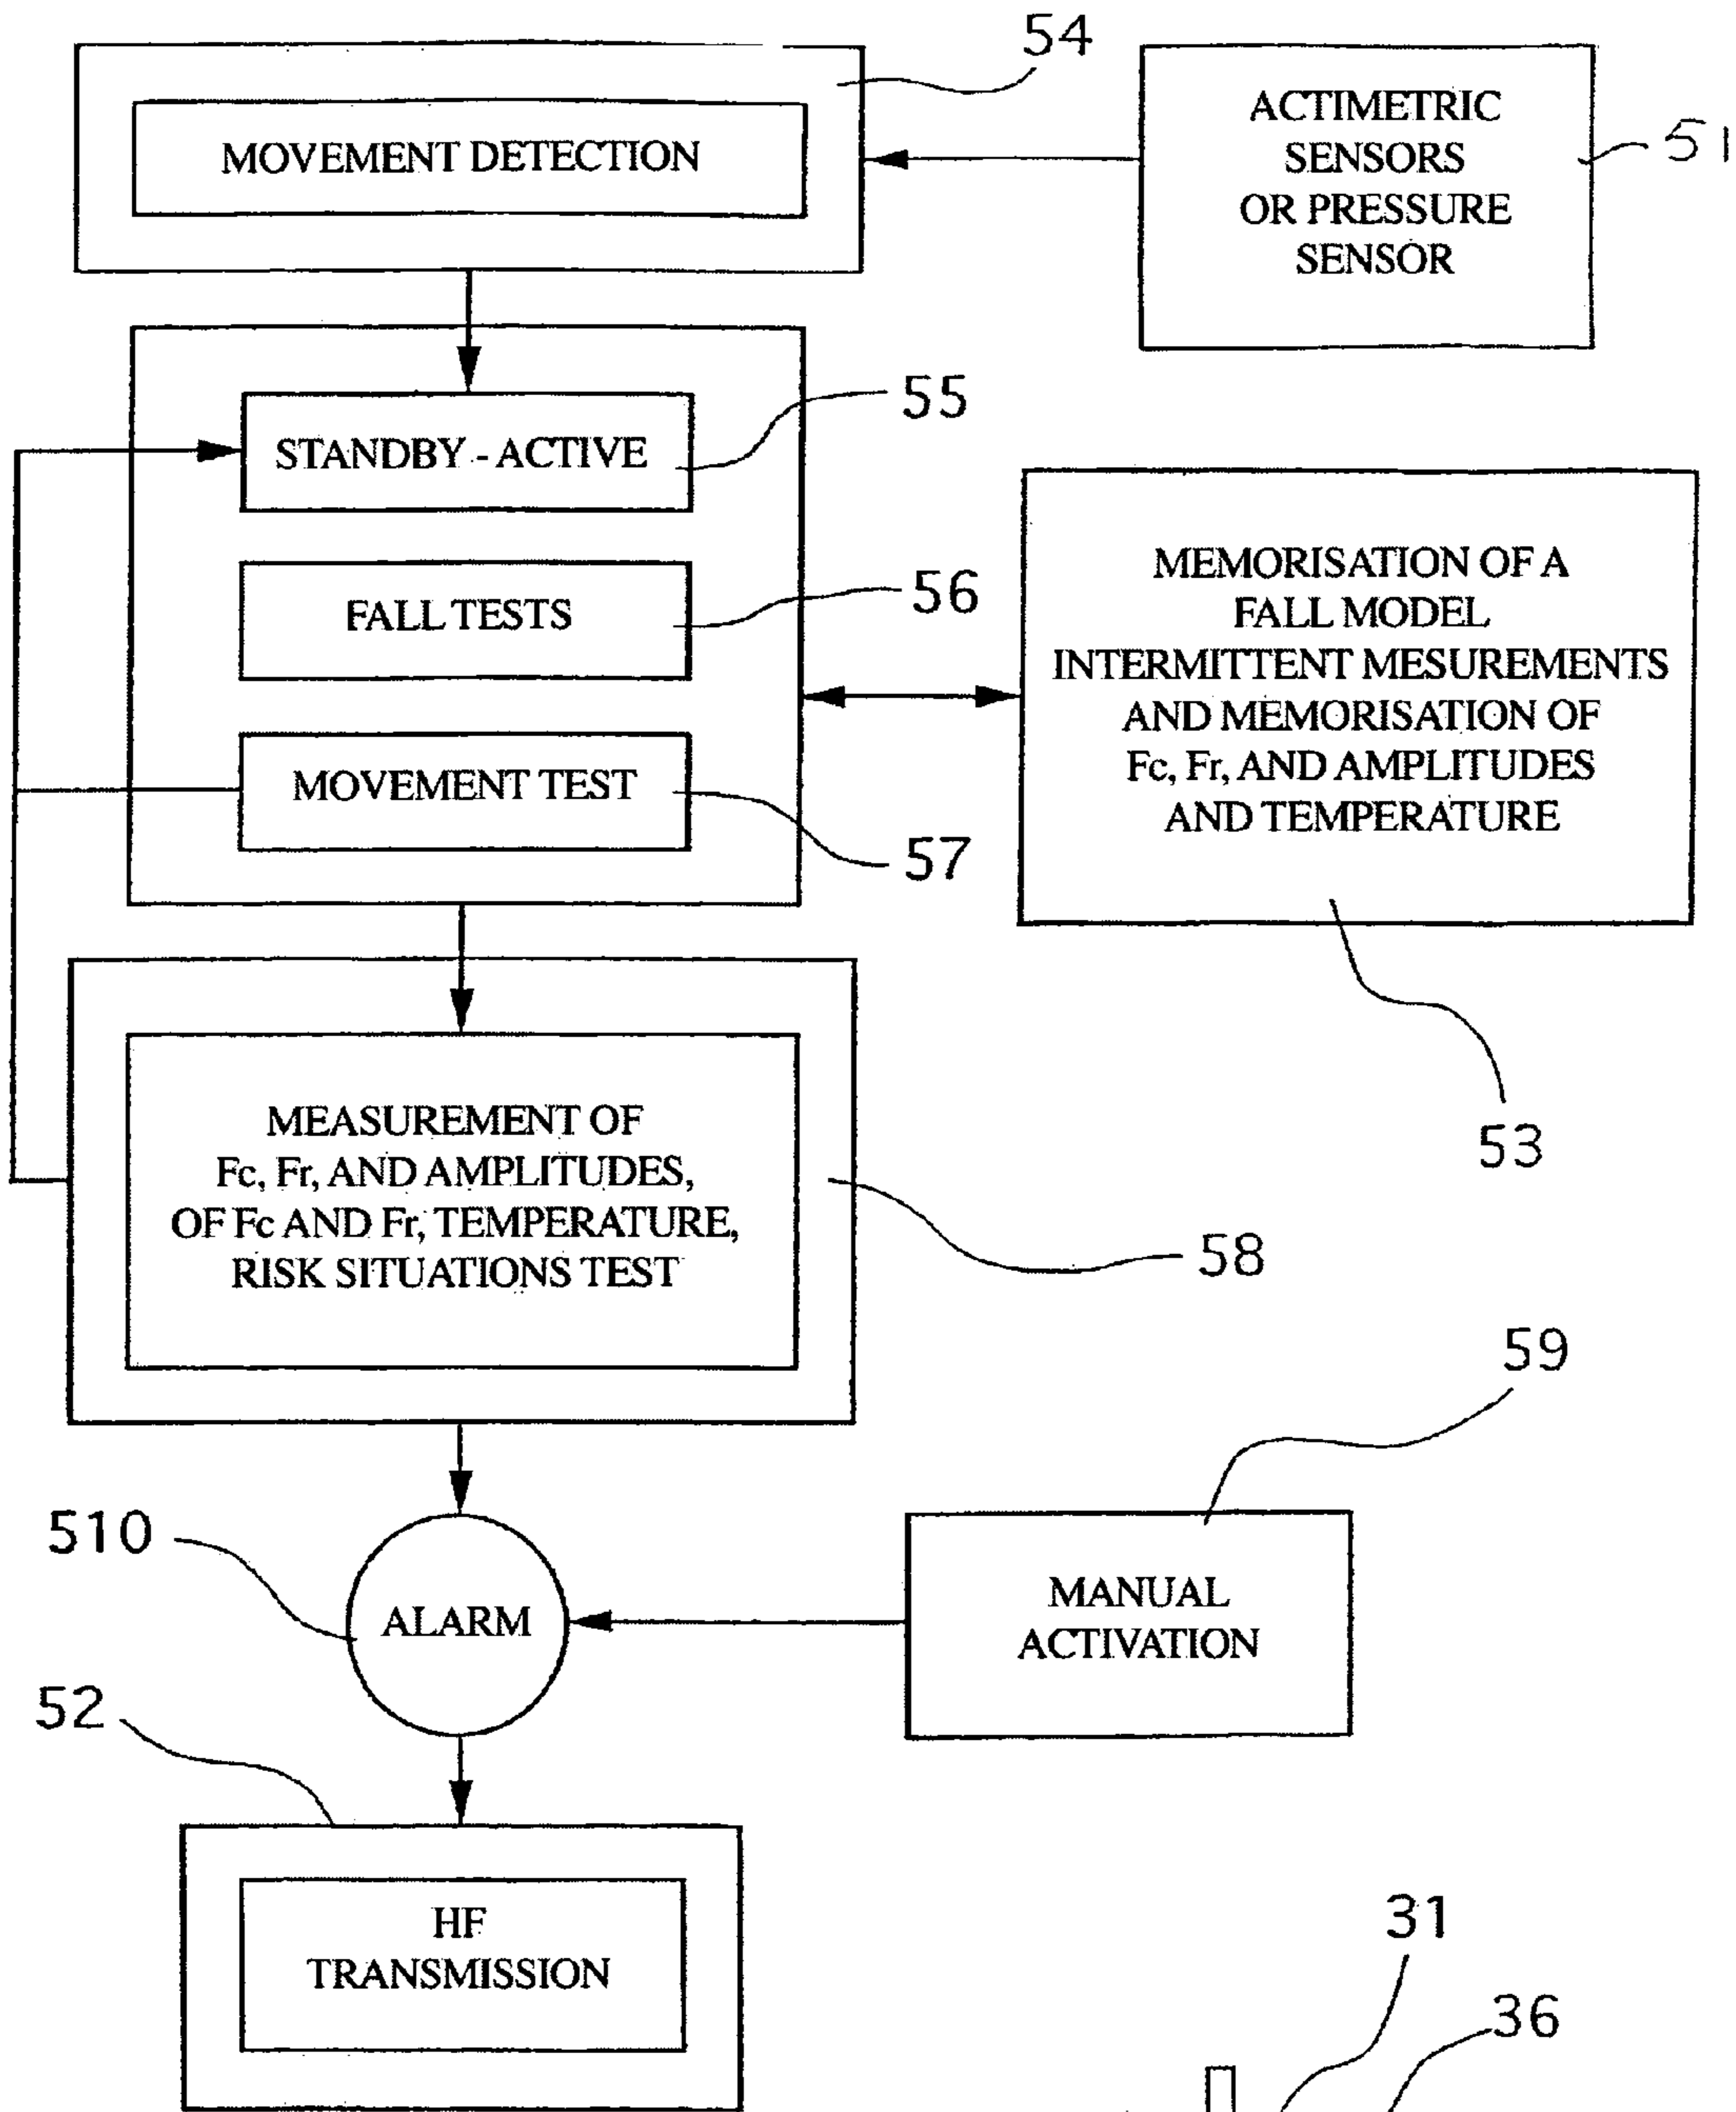 54
MOVEMENT DETECTION
ACTIMETRIC
SENSORS
OR PRESSURE
SENSOR
51
STANDBY - ACTIVE
55
FALL TESTS
56
MOVEMENT TEST
57
MEMORISATION OF A
FALL MODEL
INTERMITTENT MESUREMENTS
AND MEMORISATION OF
Fc, Fr, AND AMPLITUDES
AND TEMPERATURE
53
MEASUREMENT OF
Fc, Fr, AND AMPLITUDES,
OF Fc AND Fr, TEMPERATURE,
RISK SITUATIONS TEST
58
59
510
ALARM
MANUAL
ACTIVATION
52
HF
TRANSMISSION
31
36